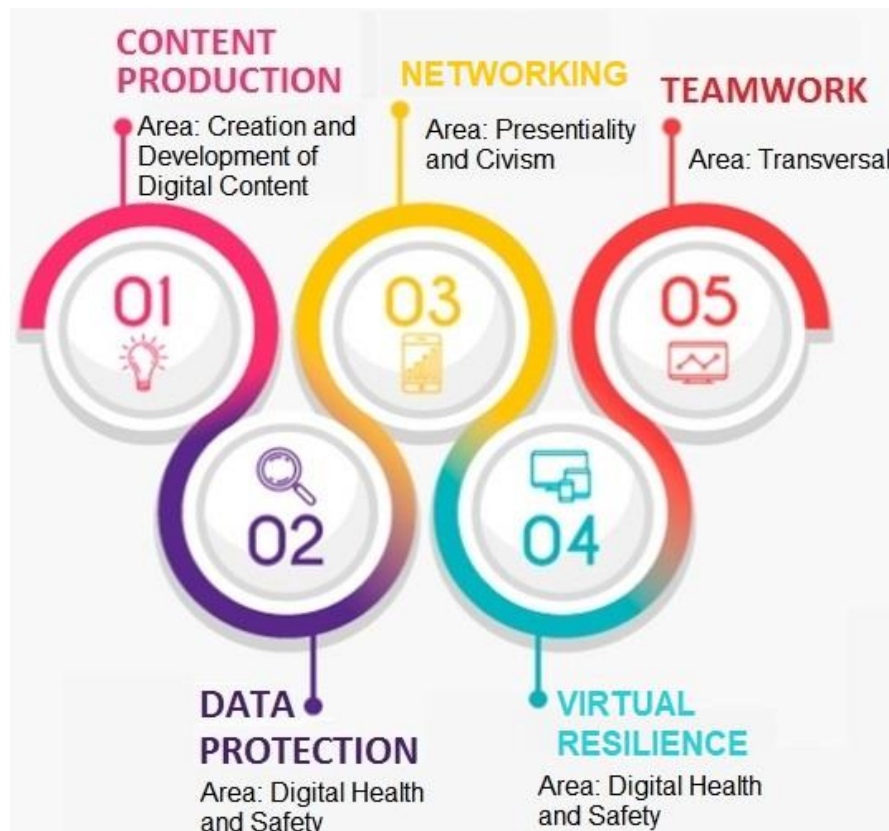 CONTENT
PRODUCTION
Area: Creation and
Development of
Digital Content
01
02
DATA
PROTECTION
Area: Digital Health
and Safety
NETWORKING
Area: Presentiality
and Civism
03
04
VIRTUAL
RESILIENCE
Area: Digital Health
and Safety
TEAMWORK
Area: Transversal
05